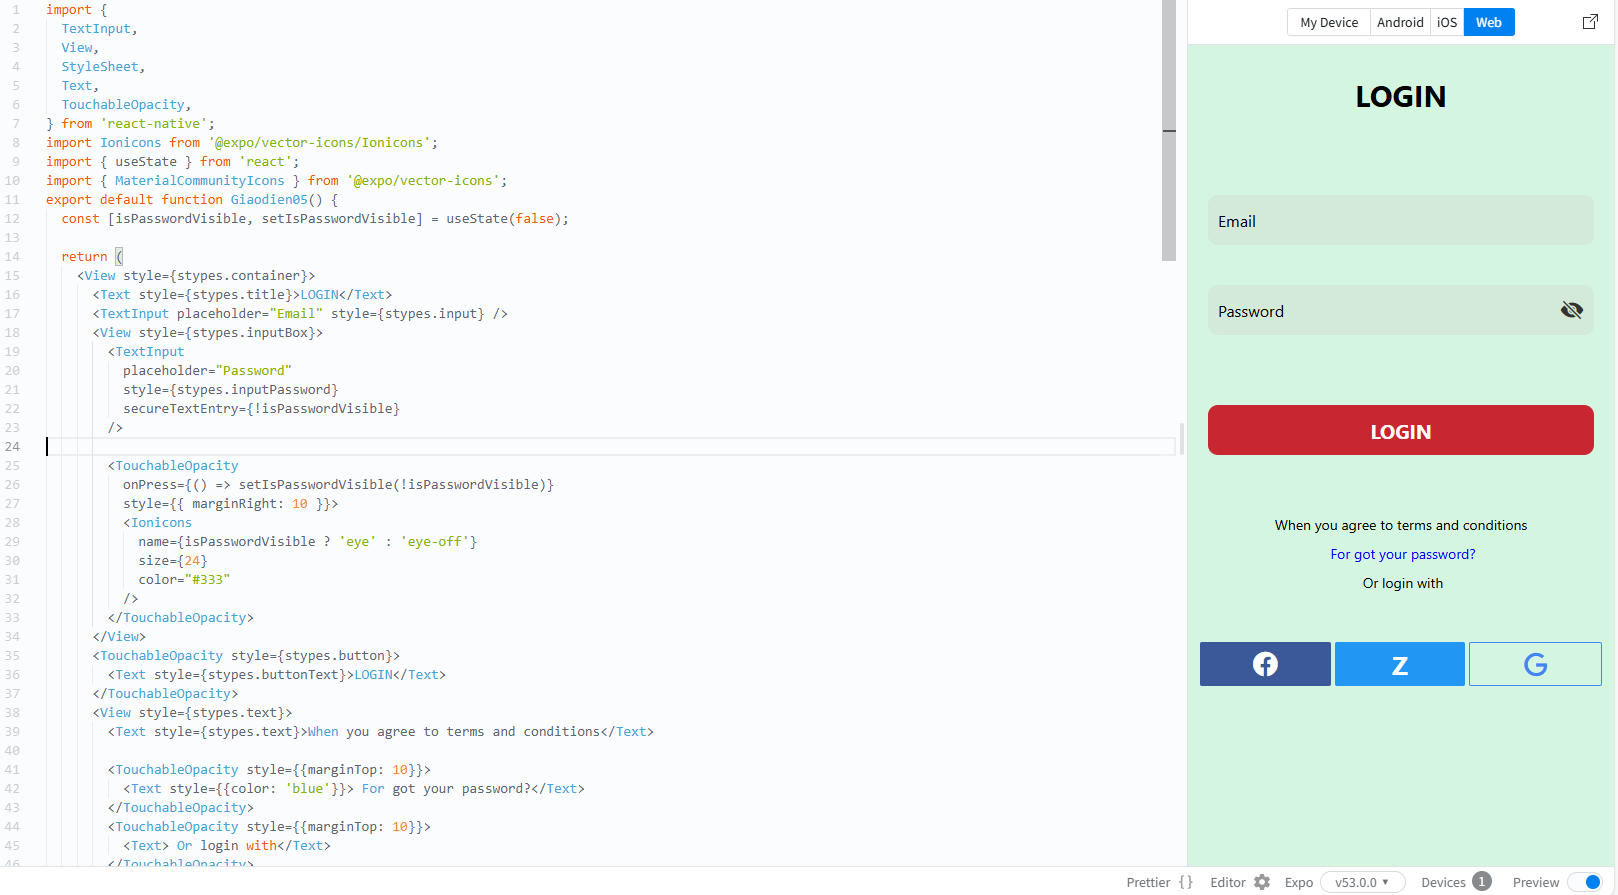 1 import {
2 TextInput,
3 View,
4 StyleSheet,
5 Text,
6 TouchableOpacity,
7 } from 'react-native';
8 import Ionicons from '@expo/vector-icons/Ionicons';
9 import { useState } from 'react';
10 import { MaterialCommunityIcons } from '@expo/vector-icons';
11 export default function Giaodien05() {
12 const [isPasswordVisible, setIsPasswordVisible] = useState(false);
13
14 return (
15 <View style={stypes.container}>
16 <Text style={stypes.title}>LOGIN</Text>
17 <TextInput placeholder="Email" style={stypes.input} />
18 <View style={stypes.inputBox}>
19 <TextInput
20 placeholder="Password"
21 style={stypes.inputPassword}
22 secureTextEntry={!isPasswordVisible}
23 />
24
25 <TouchableOpacity
26 onPress={() => setIsPasswordVisible(!isPasswordVisible)}
27 style={{ marginRight: 10 }}>
28 <Ionicons
29 name={isPasswordVisible ? 'eye' : 'eye-off'}
30 size={24}
31 color="#333"
32 />
33 </TouchableOpacity>
34 </View>
35 <TouchableOpacity style={stypes.button}>
36 <Text style={stypes.buttonText}>LOGIN</Text>
37 </TouchableOpacity>
38 <View style={stypes.text}>
39 <Text style={stypes.text}>When you agree to terms and conditions</Text>
40
41 <TouchableOpacity style={{marginTop: 10}}>
42 <Text style={{color: 'blue'}}> For got your password?</Text>
43 </TouchableOpacity>
44 <TouchableOpacity style={{marginTop: 10}}>
45 <Text> Or login with</Text>
46 </TouchableOpacity>
My Device Android iOS Web
LOGIN
Email
Password
LOGIN
When you agree to terms and conditions
For got your password?
Or login with
Z G
Prettier {} Editor Expo v53.0.0 Devices 1 Preview